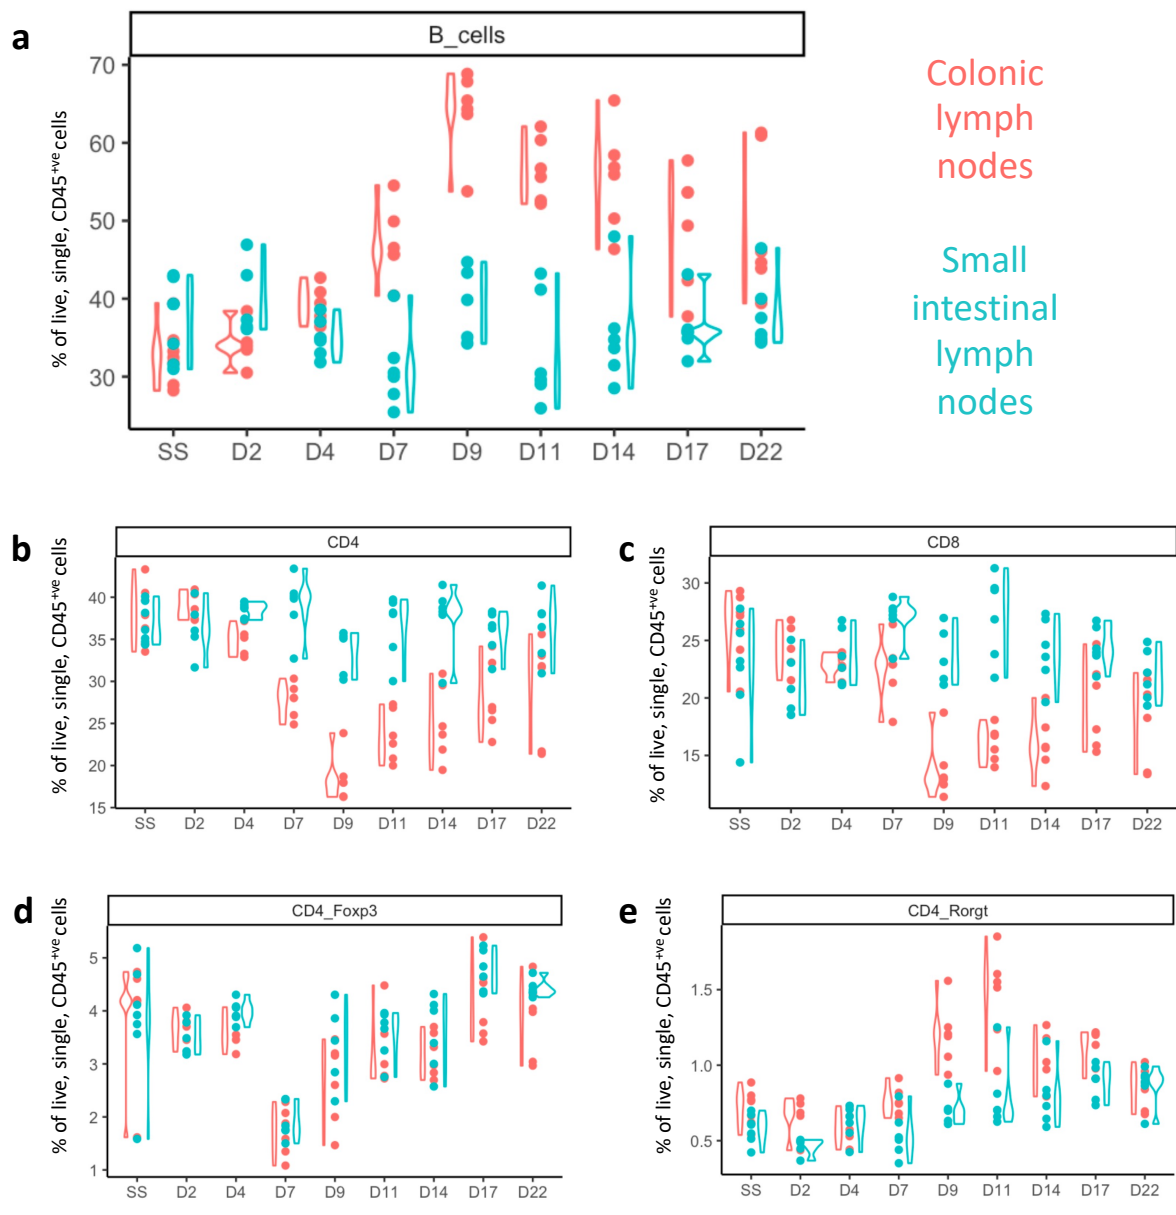 a
B_cells
% of live, single, CD45+ve cells
70
60
50
40
30
SS D2 D4 D7 D9 D11 D14 D17 D22
Colonic
lymph
nodes
Small
intestinal
lymph
nodes
b
CD4
% of live, single, CD45+ve cells
40
35
30
25
20
15
SS D2 D4 D7 D9 D11 D14 D17 D22
c
CD8
% of live, single, CD45+ve cells
30
25
20
15
SS D2 D4 D7 D9 D11 D14 D17 D22
d
CD4_Foxp3
% of live, single, CD45+ve cells
5
4
3
2
1
SS D2 D4 D7 D9 D11 D14 D17 D22
e
CD4_Rorgt
% of live, single, CD45+ve cells
1.5
1.0
0.5
SS D2 D4 D7 D9 D11 D14 D17 D22